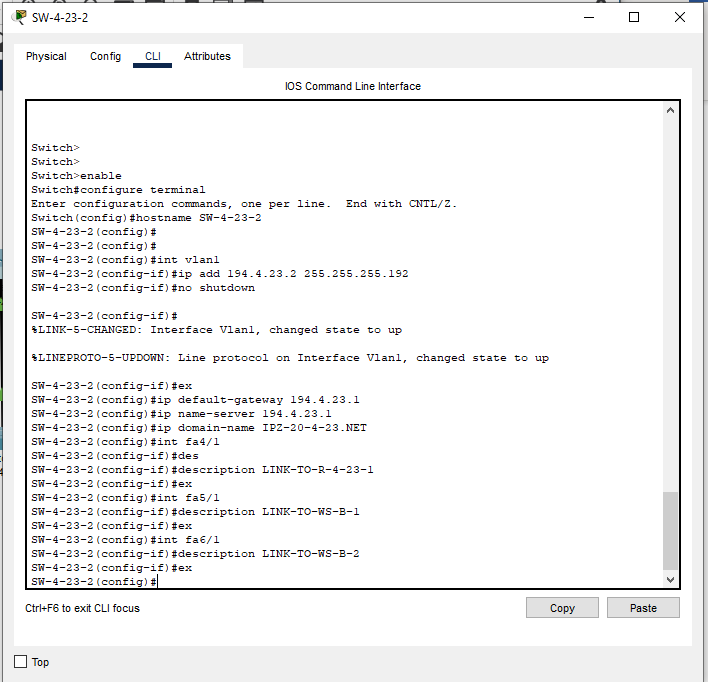 SW-4-23-2
Physical Config CLI Attributes
IOS Command Line Interface
Switch>
Switch>
Switch>enable
Switch#configure terminal
Enter configuration commands, one per line.  End with CNTL/Z.
Switch(config)#hostname SW-4-23-2
SW-4-23-2(config)#
SW-4-23-2(config)#
SW-4-23-2(config)#int vlan1
SW-4-23-2(config-if)#ip add 194.4.23.2 255.255.255.192
SW-4-23-2(config-if)#no shutdown
SW-4-23-2(config-if)#
%LINK-5-CHANGED: Interface Vlan1, changed state to up
%LINEPROTO-5-UPDOWN: Line protocol on Interface Vlan1, changed state to up
SW-4-23-2(config-if)#ex
SW-4-23-2(config)#ip default-gateway 194.4.23.1
SW-4-23-2(config)#ip name-server 194.4.23.1
SW-4-23-2(config)#ip domain-name IPZ-20-4-23.NET
SW-4-23-2(config)#int fa4/1
SW-4-23-2(config-if)#des
SW-4-23-2(config-if)#description LINK-TO-R-4-23-1
SW-4-23-2(config-if)#ex
SW-4-23-2(config)#int fa5/1
SW-4-23-2(config-if)#description LINK-TO-WS-B-1
SW-4-23-2(config-if)#ex
SW-4-23-2(config)#int fa6/1
SW-4-23-2(config-if)#description LINK-TO-WS-B-2
SW-4-23-2(config-if)#ex
SW-4-23-2(config)#
Ctrl+F6 to exit CLI focus
Copy Paste
Top